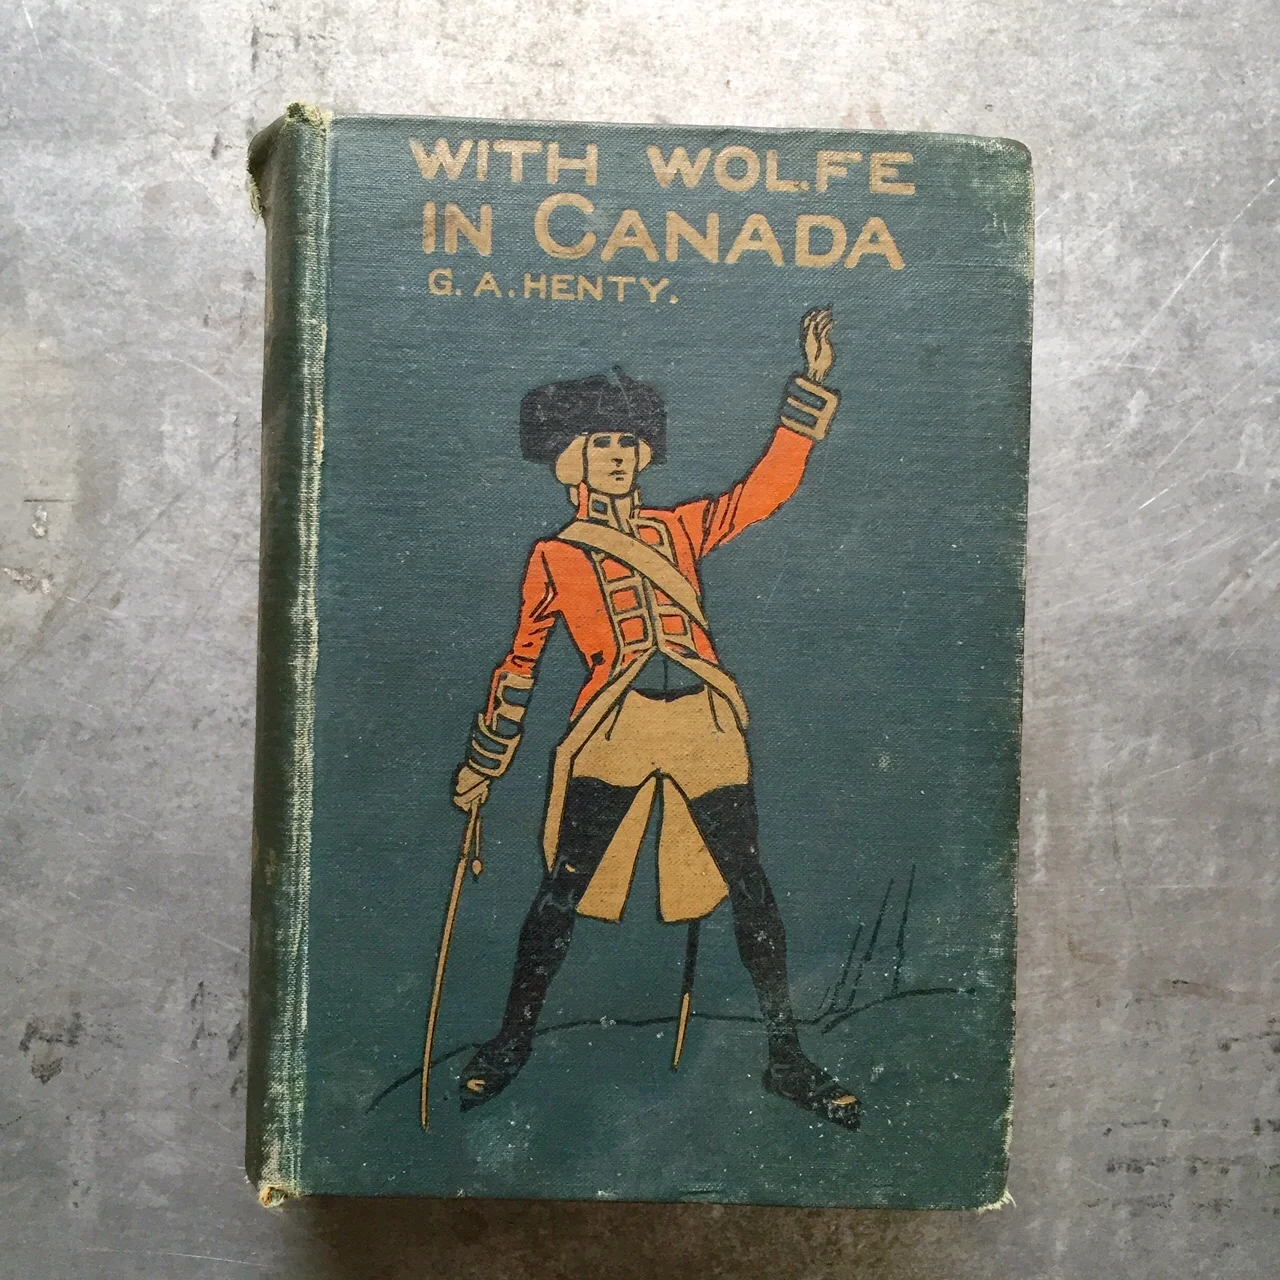 WITH WOLFE
IN CANADA
G. A. HENTY.